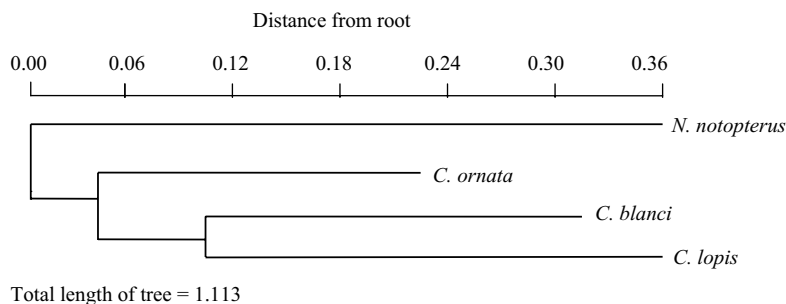 Distance from root
0.00 0.06 0.12 0.18 0.24 0.30 0.36
N. notopterus
C. ornata
C. blanci
C. lopis
Total length of tree = 1.113